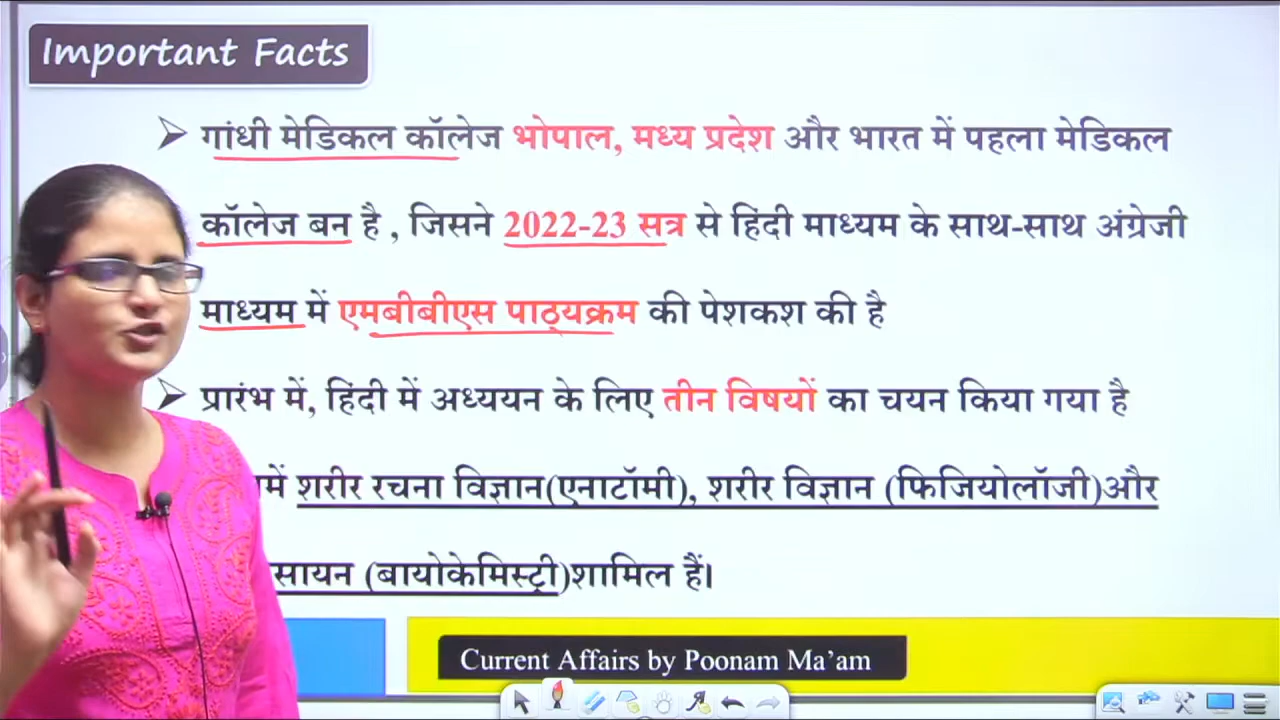 Important Facts
गांधी मेडिकल कॉलेज भोपाल, मध्य प्रदेश और भारत में पहला मेडिकल
कॉलेज बन है , जिसने 2022-23 सत्र से हिंदी माध्यम के साथ-साथ अंग्रेजी
माध्यम में एमबीबीएस पाठ्यक्रम की पेशकश की है
प्रारंभ में, हिंदी में अध्ययन के लिए तीन विषयों का चयन किया गया है
में शरीर रचना विज्ञान(एनाटॉमी), शरीर विज्ञान (फिजियोलॉजी)और
(बायोकेमिस्ट्री)शामिल हैं।
Current Affairs by Poonam Ma’am